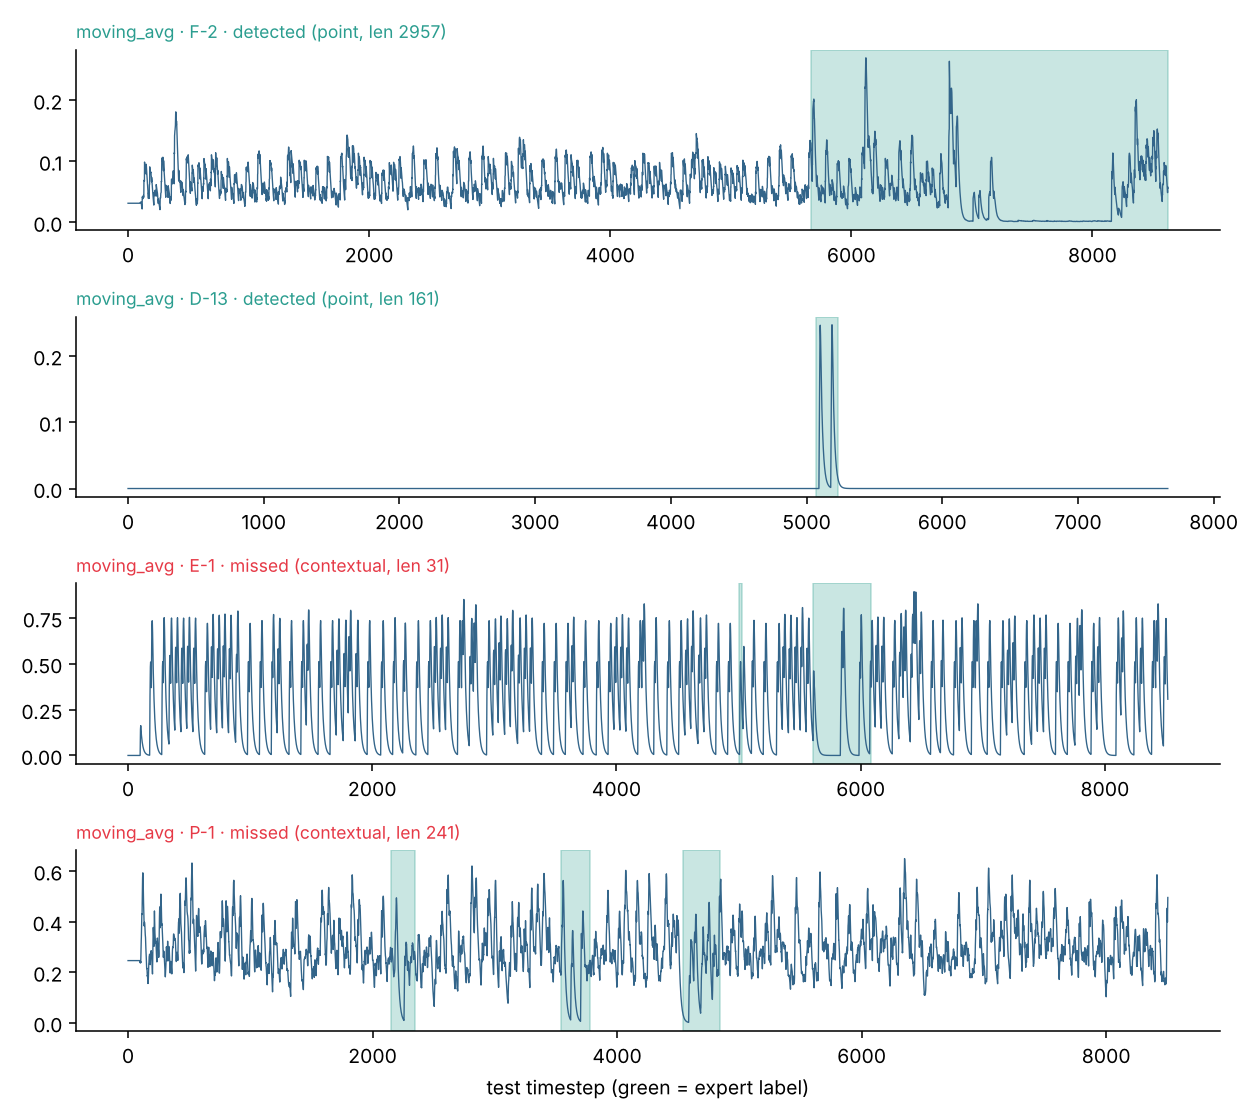 moving_avg · F-2 · detected (point, len 2957)
0.2
0.1
0.0
0 2000 4000 6000 8000
moving_avg · D-13 · detected (point, len 161)
0.2
0.1
0.0
0 1000 2000 3000 4000 5000 6000 7000 8000
moving_avg · E-1 · missed (contextual, len 31)
0.75
0.50
0.25
0.00
0 2000 4000 6000 8000
moving_avg · P-1 · missed (contextual, len 241)
0.6
0.4
0.2
0.0
0 2000 4000 6000 8000
test timestep (green = expert label)